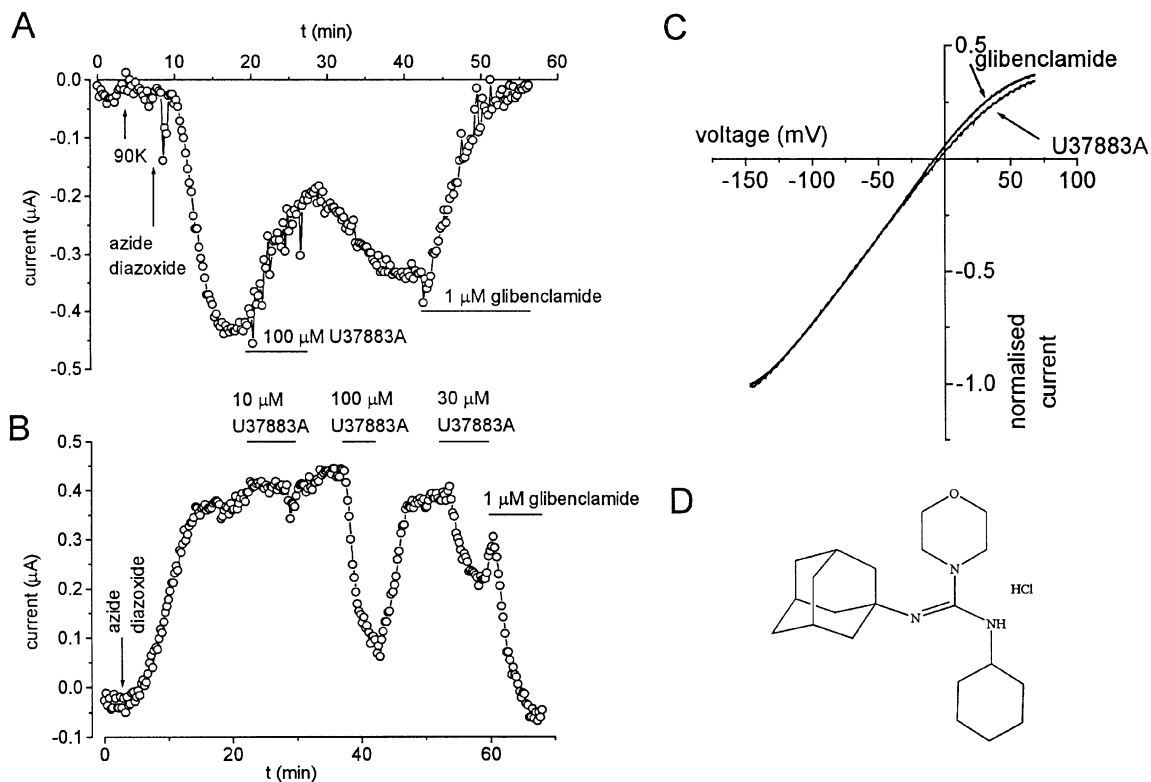 A
t (min)
0 10 20 30 40 50 60
0.0
-0.1
-0.2
-0.3
-0.4
-0.5
current (µA)
90K
azide
diazoxide
100 µM U37883A
1 µM glibenclamide
B
10 µM
U37883A
100 µM
U37883A
30 µM
U37883A
1 µM glibenclamide
0.5
0.4
0.3
0.2
0.1
0.0
-0.1
current (µA)
azide
diazoxide
0 20 40 60
t (min)
C
0.5
glibenclamide
voltage (mV)
U37883A
-150 -100 -50 0 50 100
-0.5
-1.0
normalised
current
D
O
N
HCl
N
NH